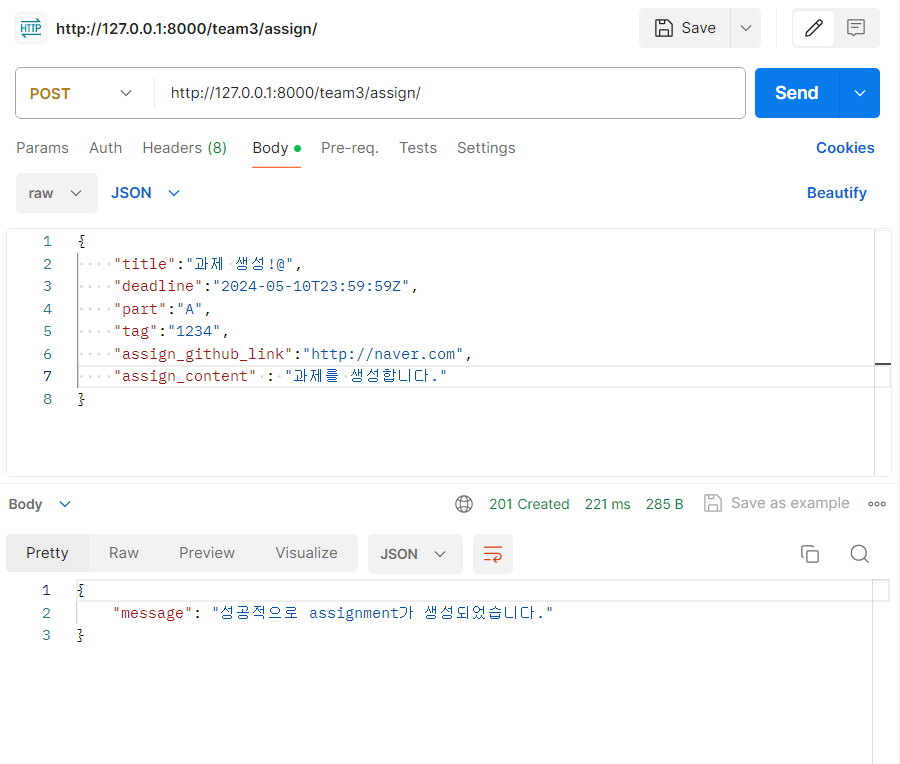 HTTP http://127.0.0.1:8000/team3/assign/ Save
POST http://127.0.0.1:8000/team3/assign/ Send
Params Auth Headers (8) Body Pre-req. Tests Settings Cookies
raw JSON Beautify
1 {
2 "title":"과제 생성!@",
3 "deadline":"2024-05-10T23:59:59Z",
4 "part":"A",
5 "tag":"1234",
6 "assign_github_link":"http://naver.com",
7 "assign_content" : "과제를 생성합니다."
8 }
Body 201 Created 221 ms 285 B Save as example
Pretty Raw Preview Visualize JSON
1 {
2 "message": "성공적으로 assignment가 생성되었습니다."
3 }